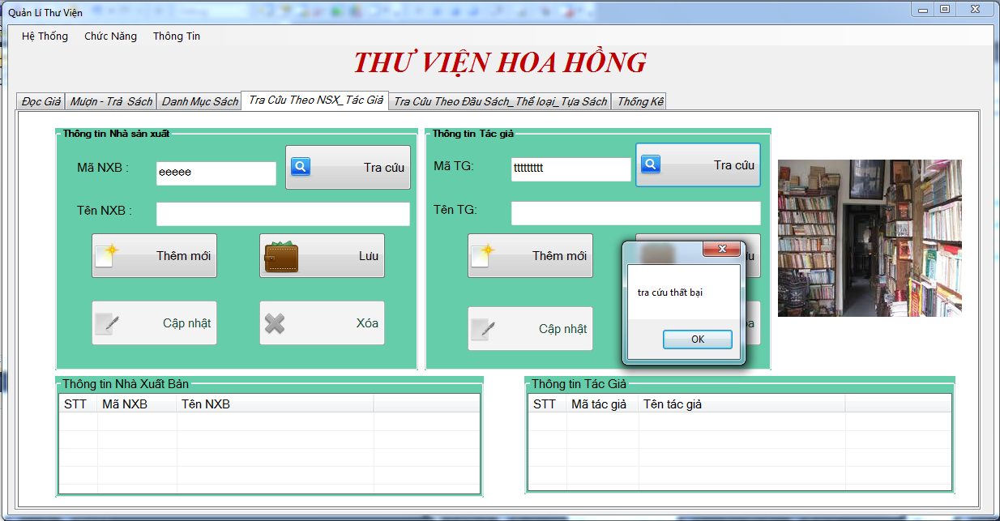 Quản Lí Thư Viện
Hệ Thống Chức Năng Thông Tin
THƯ VIỆN HOA HỒNG
Đọc Giả Mượn - Trả Sách Danh Mục Sách Tra Cứu Theo NSX_Tác Giả Tra Cứu Theo Đầu Sách_Thể loại_Tựa Sách Thống Kê
Thông tin Nhà sản xuất
Mã NXB :
eeeee
Tra cứu
Tên NXB :
Thêm mới
Lưu
Cập nhật
Xóa
Thông tin Tác giả
Mã TG:
ttttttttt
Tra cứu
Tên TG:
Thêm mới
Cập nhật
tra cứu thất bại
OK
Thông tin Nhà Xuất Bản
STT Mã NXB Tên NXB
Thông tin Tác Giả
STT Mã tác giả Tên tác giả